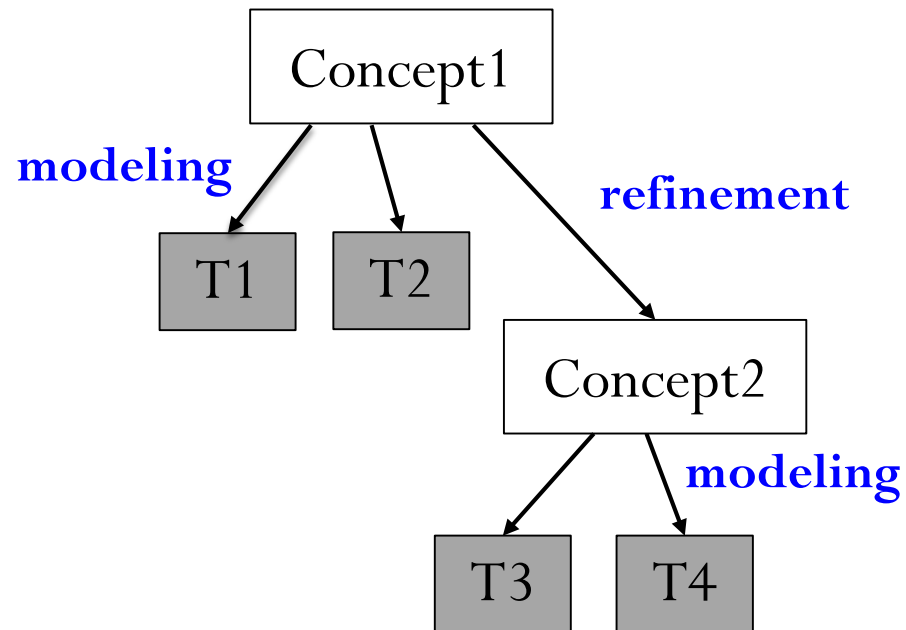 Concept1
modeling
refinement
T1
T2
Concept2
modeling
T3
T4